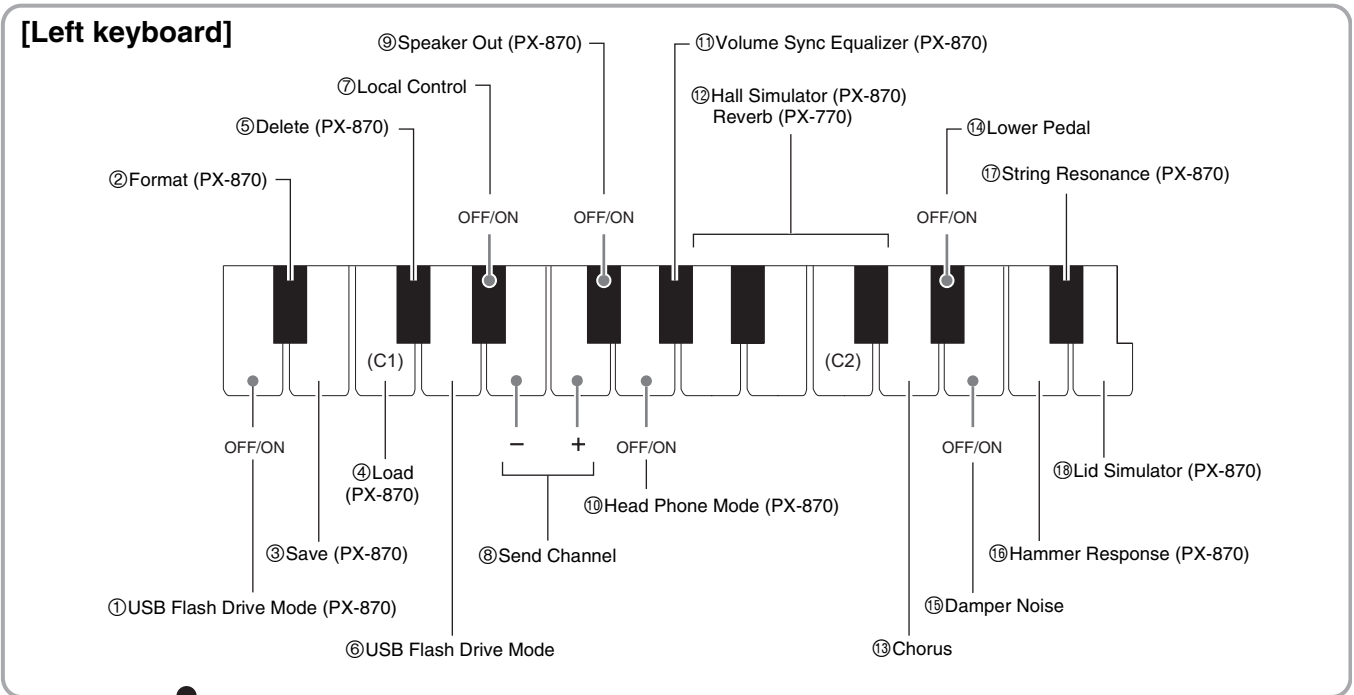 [Left keyboard]
⑨Speaker Out (PX-870)
⑪Volume Sync Equalizer (PX-870)
⑦Local Control
⑫Hall Simulator (PX-870)
Reverb (PX-770)
⑤Delete (PX-870)
⑭Lower Pedal
②Format (PX-870)
⑰String Resonance (PX-870)
OFF/ON
OFF/ON
OFF/ON
(C1)
(C2)
OFF/ON
−
+
OFF/ON
OFF/ON
④Load
(PX-870)
⑱Lid Simulator (PX-870)
⑩Head Phone Mode (PX-870)
③Save (PX-870)
⑧Send Channel
⑯Hammer Response (PX-870)
①USB Flash Drive Mode (PX-870)
⑮Damper Noise
⑥USB Flash Drive Mode
⑬Chorus